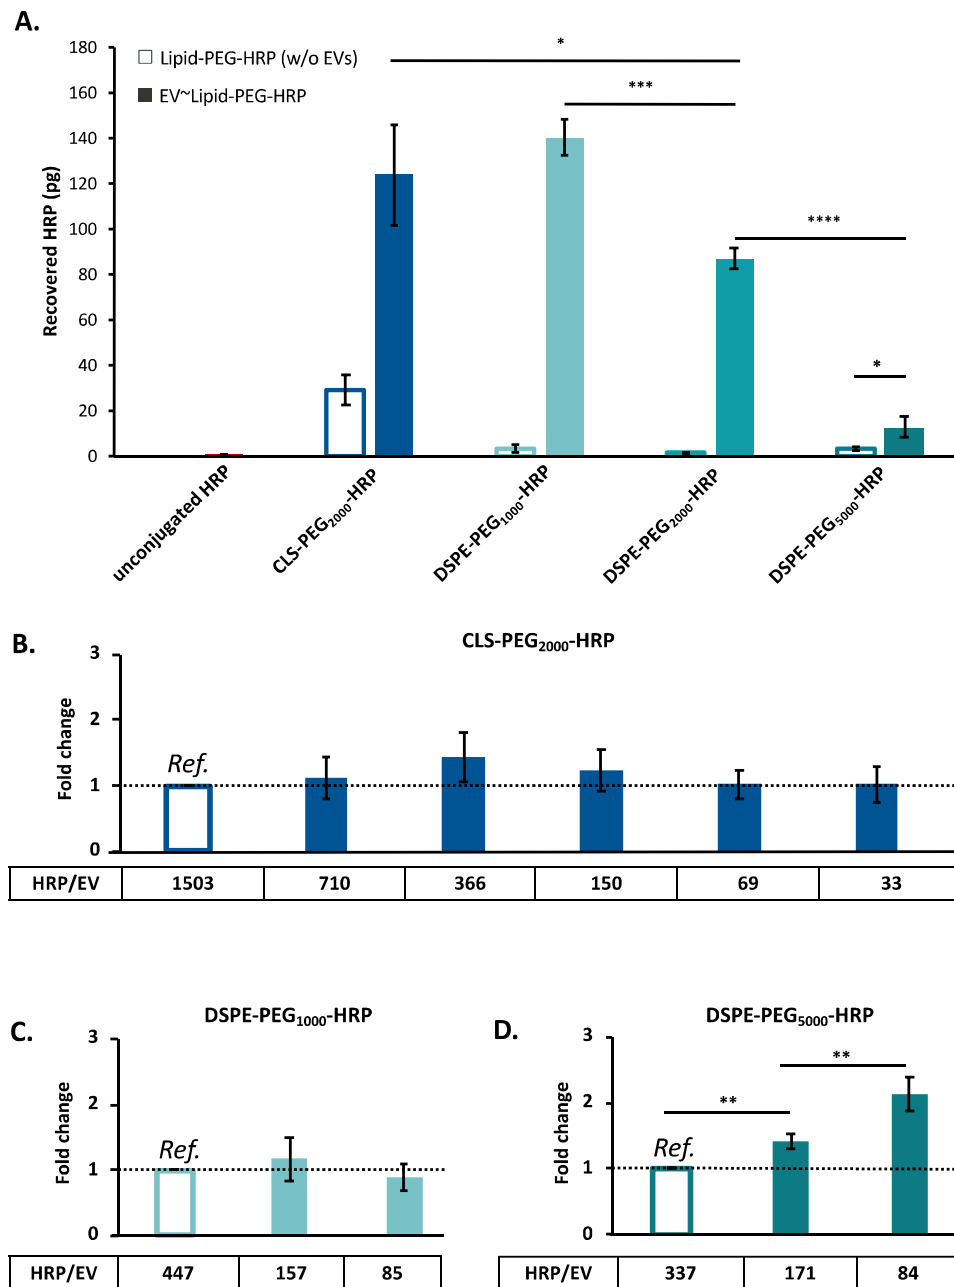 A.
180
160
140
120
100
80
60
40
20
0
Recovered HRP (pg)
Lipid-PEG-HRP (w/o EVs)
EV~Lipid-PEG-HRP
*
***
****
*
unconjugated HRP
CLS-PEG2000-HRP
DSPE-PEG1000-HRP
DSPE-PEG2000-HRP
DSPE-PEG5000-HRP
B.
CLS-PEG2000-HRP
3
2
1
0
Fold change
Ref.
HRP/EV 1503 710 366 150 69 33
C.
DSPE-PEG1000-HRP
3
2
1
0
Fold change
Ref.
HRP/EV 447 157 85
D.
DSPE-PEG5000-HRP
3
2
1
0
Fold change
Ref.
**
**
HRP/EV 337 171 84